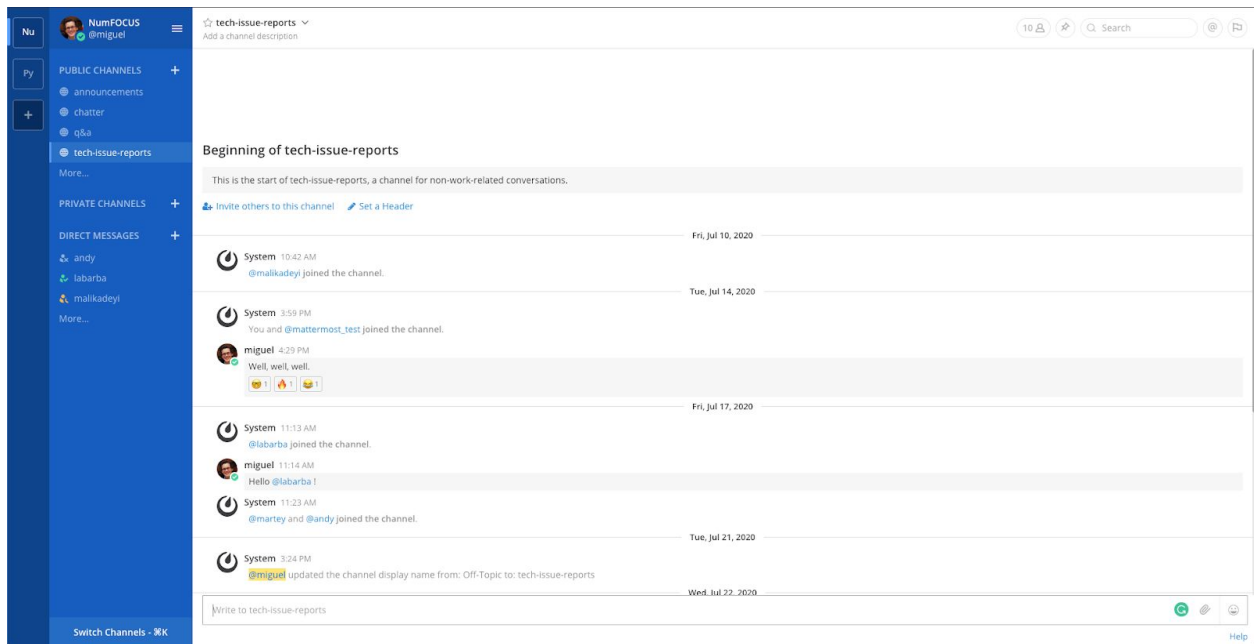 Nu
Py
+
NumFOCUS
@miguel
PUBLIC CHANNELS +
announcements
chatter
q&a
tech-issue-reports
More...
PRIVATE CHANNELS +
DIRECT MESSAGES +
andy
labarba
malikadeyi
More...
Switch Channels - ⌘K
tech-issue-reports
Add a channel description
10
Search
@
Beginning of tech-issue-reports
This is the start of tech-issue-reports, a channel for non-work-related conversations.
Invite others to this channel Set a Header
Fri, Jul 10, 2020
System 10:42 AM
@malikadeyi joined the channel.
Tue, Jul 14, 2020
System 3:59 PM
You and @mattermost_test joined the channel.
miguel 4:29 PM
Well, well, well.
1 1 1
Fri, Jul 17, 2020
System 11:13 AM
@labarba joined the channel.
miguel 11:14 AM
Hello @labarba !
System 11:23 AM
@martey and @andy joined the channel.
Tue, Jul 21, 2020
System 3:24 PM
@miguel updated the channel display name from: Off-Topic to: tech-issue-reports
Wed, Jul 22, 2020
Write to tech-issue-reports
Help